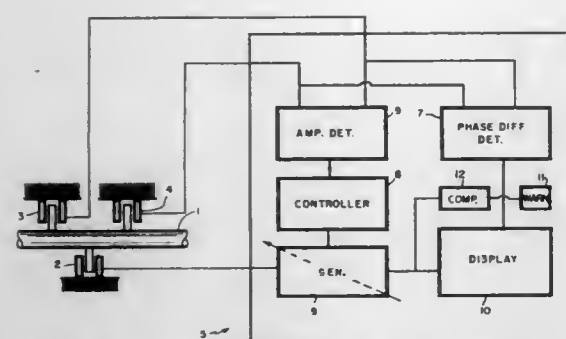 9
AMP. DET.
7
PHASE DIFF
DET.
8
CONTROLLER
12
COMP.
11
WARN
3
4
1
2
GEN.
9
DISPLAY
10
5